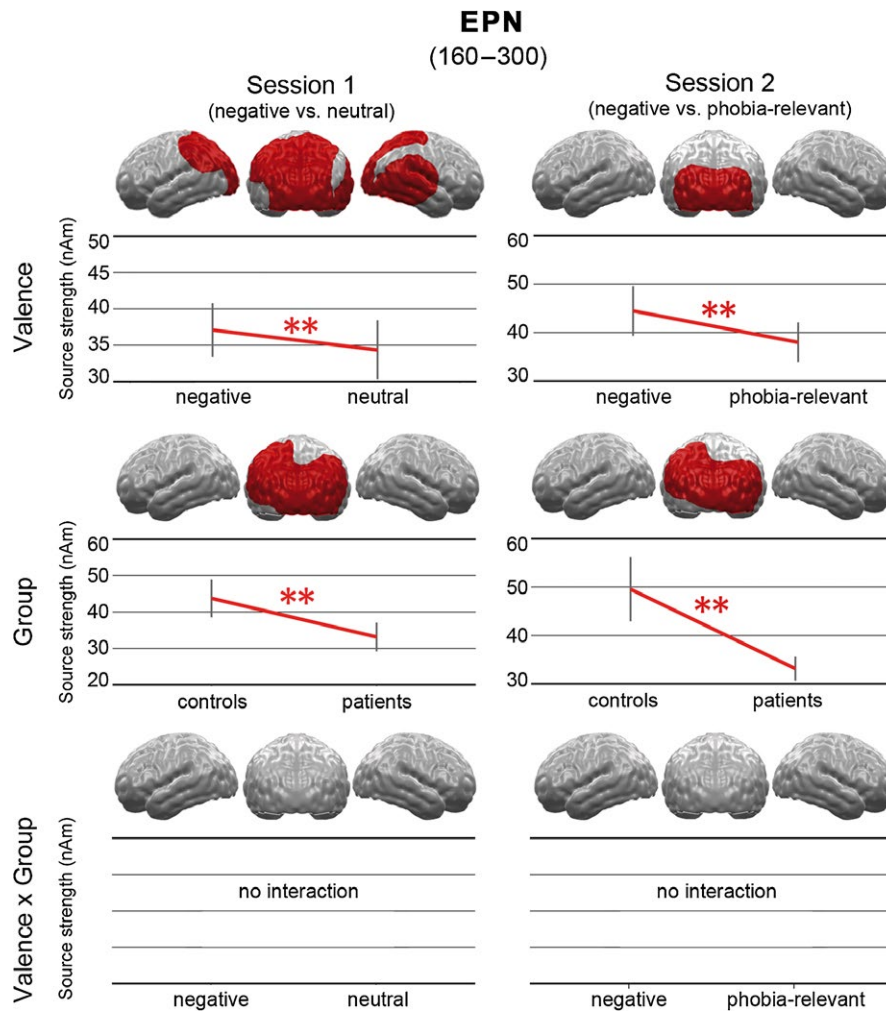 EPN
(160–300)
Session 1
(negative vs. neutral)
Session 2
(negative vs. phobia-relevant)
Valence
Source strength (nAm)
50
45
40
35
30
**
negative
neutral
60
50
40
30
**
negative
phobia-relevant
Group
Source strength (nAm)
60
50
40
30
20
**
controls
patients
60
50
40
30
**
controls
patients
Valence x Group
Source strength (nAm)
no interaction
negative
neutral
no interaction
negative
phobia-relevant